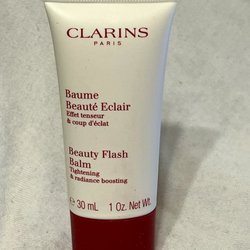 CLARINS
PARIS
Baume
Beauté Eclair
Effet tenseur
& coup d'éclat
Beauty Flash
Balm
Tightening
& radiance boosting
℮ 30 mL 1 Oz. Net Wt.